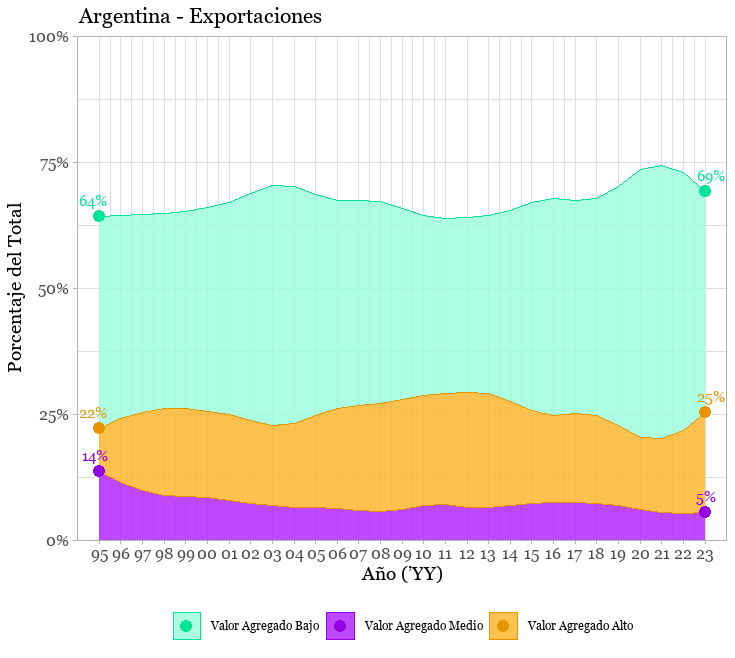 Argentina - Exportaciones
Porcentaje del Total
100%
75%
50%
25%
0%
64%
69%
22%
25%
14%
5%
95 96 97 98 99 00 01 02 03 04 05 06 07 08 09 10 11 12 13 14 15 16 17 18 19 20 21 22 23
Año ('YY)
Valor Agregado Bajo Valor Agregado Medio Valor Agregado Alto